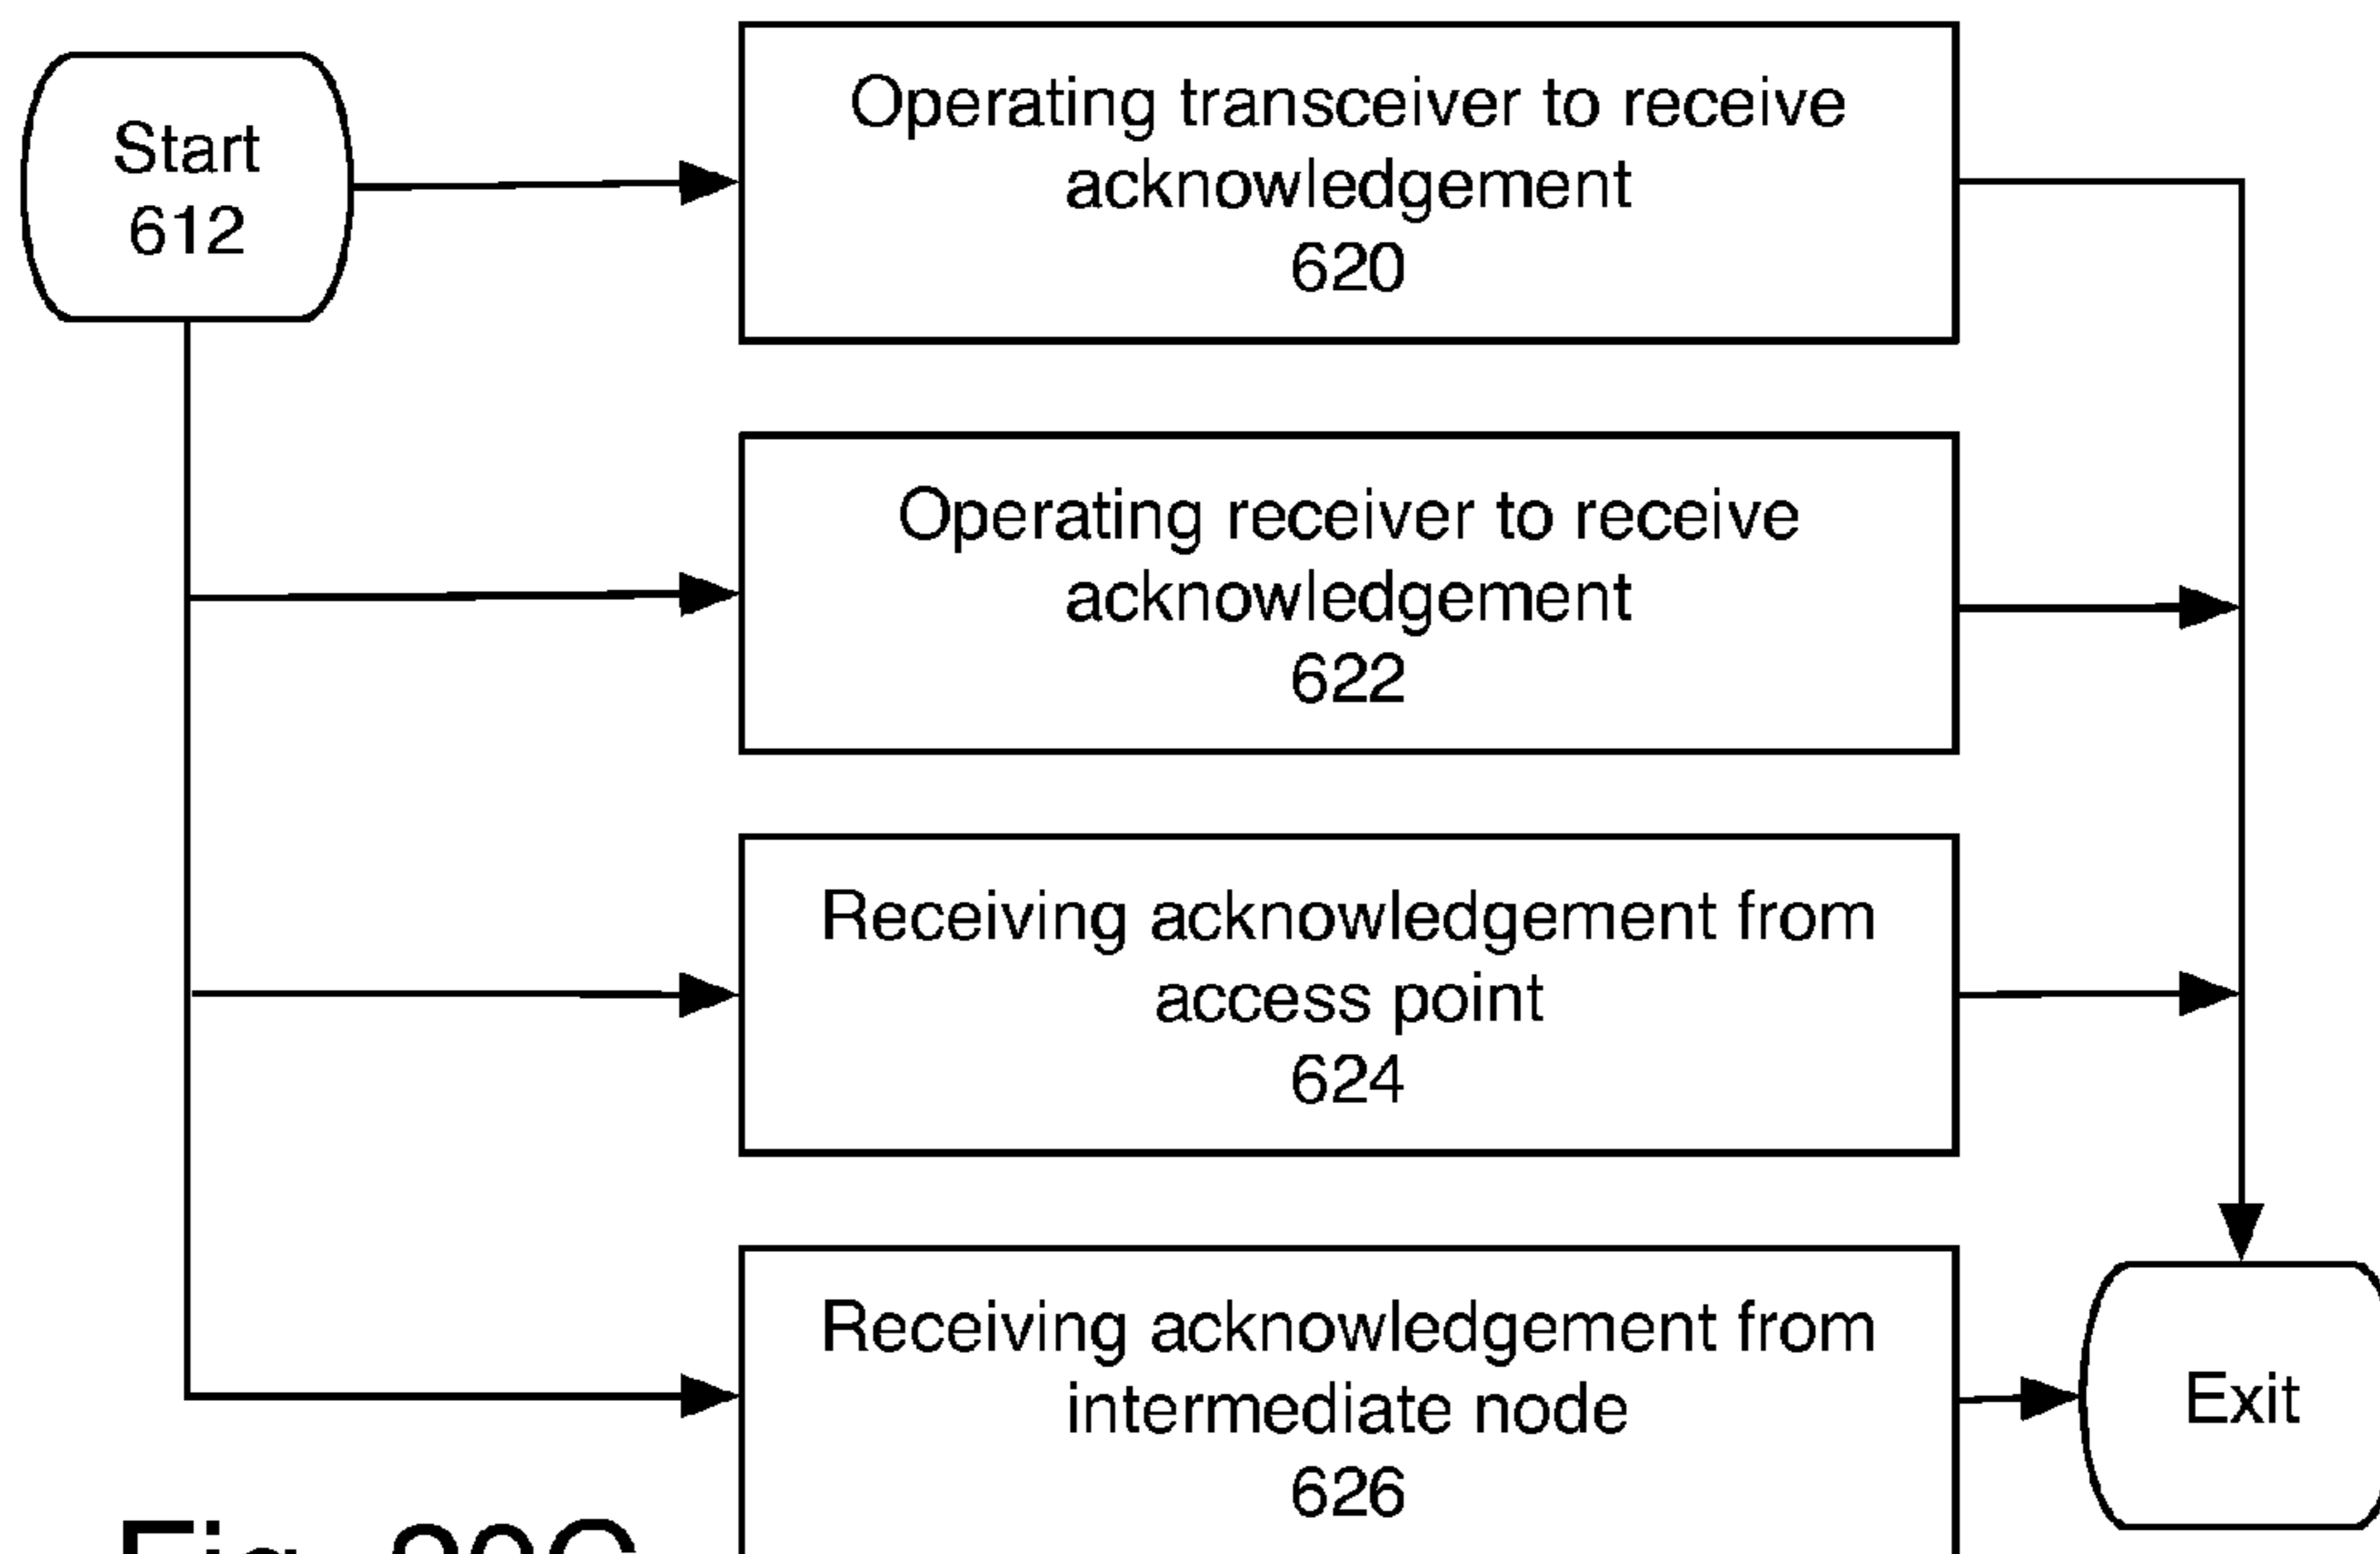 Start
612
Operating transceiver to receive
acknowledgement
620
Operating receiver to receive
acknowledgement
622
Receiving acknowledgement from
access point
624
Receiving acknowledgement from
intermediate node
626
Exit
Fig.